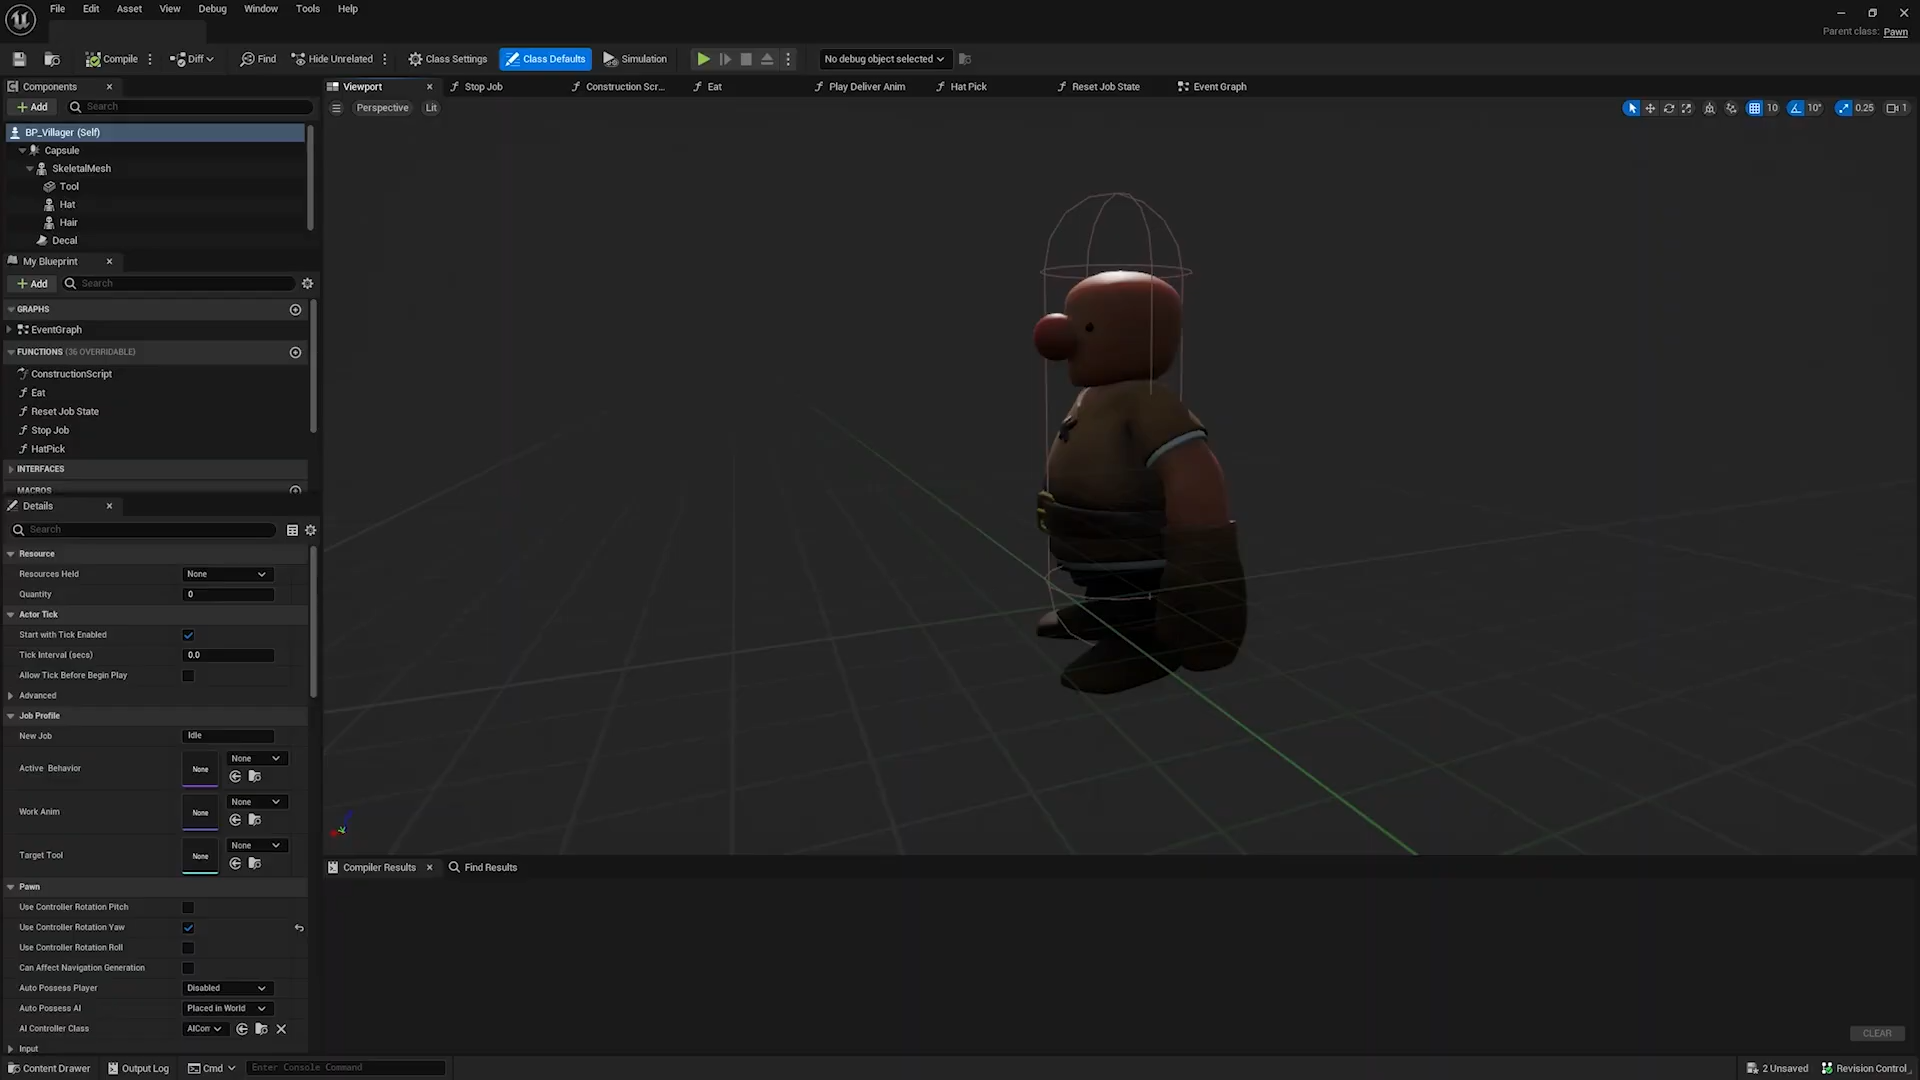 File Edit Asset View Debug Window Tools Help
Parent class: Pawn
Compile Diff Find Hide Unrelated Class Settings Class Defaults Simulation No debug object selected
Components Viewport Stop Job Construction Scr... Eat Play Deliver Anim Hat Pick Reset Job State Event Graph
Add Search Perspective Lit 10 10° 0.25 1
BP_Villager (Self)
Capsule
SkeletalMesh
Tool
Hat
Hair
Decal
My Blueprint
Add Search
GRAPHS
EventGraph
FUNCTIONS (36 OVERRIDABLE)
ConstructionScript
Eat
Reset Job State
Stop Job
HatPick
INTERFACES
MACROS
Details
Search
Resource
Resources Held None
Quantity 0
Actor Tick
Start with Tick Enabled
Tick Interval (secs) 0.0
Allow Tick Before Begin Play
Advanced
Job Profile
New Job Idle
Active Behavior None None
Work Anim None None
Target Tool None None
Pawn
Use Controller Rotation Pitch
Use Controller Rotation Yaw
Use Controller Rotation Roll
Can Affect Navigation Generation
Auto Possess Player Disabled
Auto Possess AI Placed in World
AI Controller Class AICon
Input
Compiler Results Find Results
CLEAR
Content Drawer Output Log Cmd Enter Console Command 2 Unsaved Revision Control